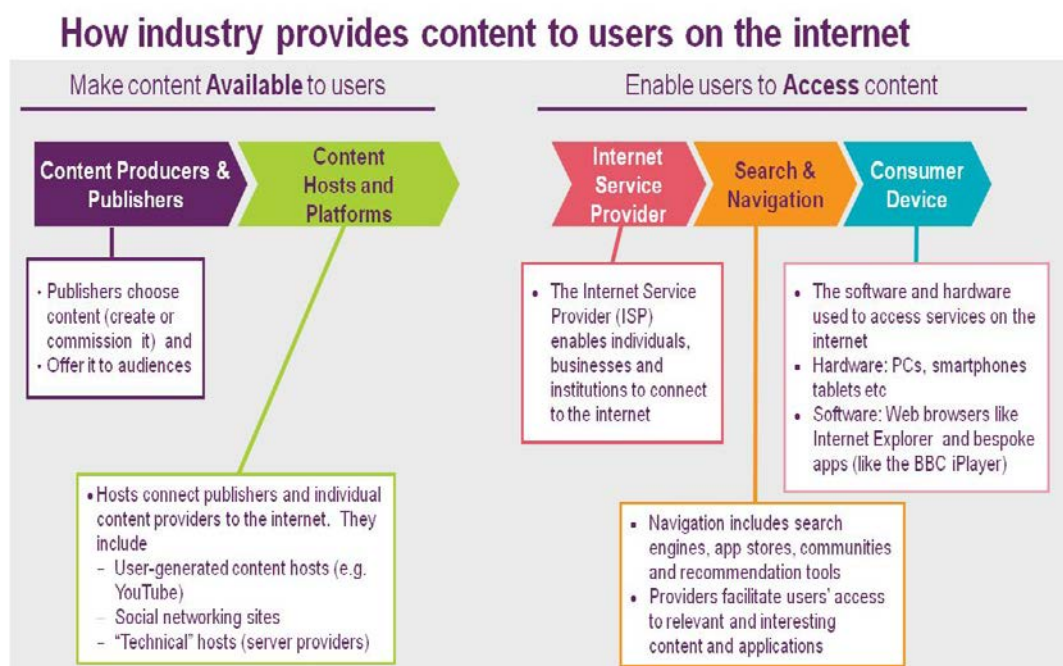 How industry provides content to users on the internet
Make content Available to users
Enable users to Access content
Content Producers &
Publishers
Content
Hosts and
Platforms
Internet
Service
Provider
Search &
Navigation
Consumer
Device
• Publishers choose
content (create or
commission it) and
• Offer it to audiences
• The Internet Service
Provider (ISP)
enables individuals,
businesses and
institutions to connect
to the internet
▪ The software and hardware
used to access services on the
internet
▪ Hardware: PCs, smartphones
tablets etc
▪ Software: Web browsers like
Internet Explorer and bespoke
apps (like the BBC iPlayer)
• Hosts connect publishers and individual
content providers to the internet. They
include
– User-generated content hosts (e.g.
YouTube)
– Social networking sites
– “Technical” hosts (server providers)
▪ Navigation includes search
engines, app stores, communities
and recommendation tools
▪ Providers facilitate users’ access
to relevant and interesting
content and applications